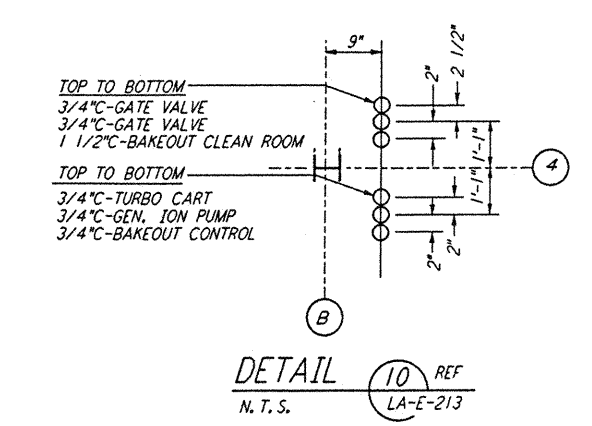 9"
2 1/2"
2"
TOP TO BOTTOM
3/4"C-GATE VALVE
3/4"C-GATE VALVE
1 1/2"C-BAKEOUT CLEAN ROOM
1'-1"
4
TOP TO BOTTOM
3/4"C-TURBO CART
3/4"C-GEN. ION PUMP
3/4"C-BAKEOUT CONTROL
1'-1"
2"
2"
B
DETAIL 10 REF
N.T.S. LA-E-213